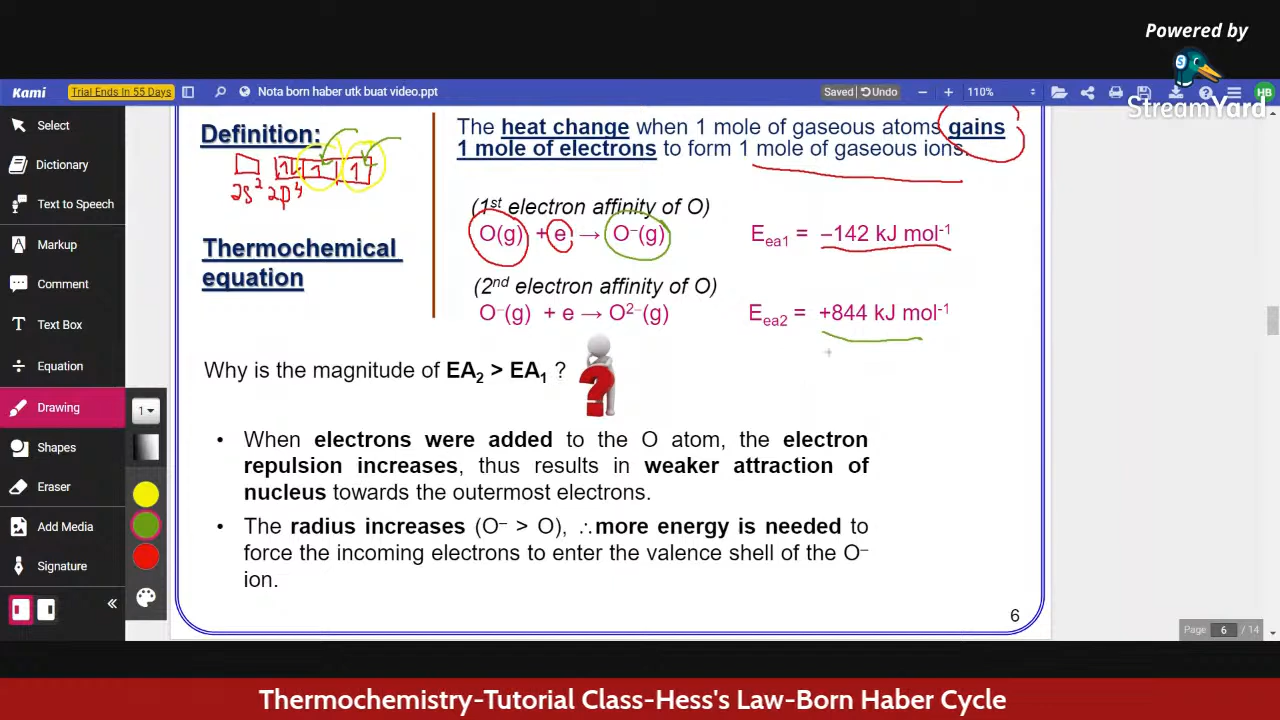 Powered by
StreamYard
Kami
Trial Ends In 55 Days
Nota born haber utk buat video.ppt
Saved
Undo
110%
HB
Select
Dictionary
Text to Speech
Markup
Comment
Text Box
Equation
Drawing
1
Shapes
Eraser
Add Media
Signature
Definition:
2s² 2p⁴
The heat change when 1 mole of gaseous atoms gains
1 mole of electrons to form 1 mole of gaseous ions.
(1st electron affinity of O)
O(g) + e → O⁻(g) Eea1 = –142 kJ mol⁻¹
Thermochemical
equation
(2nd electron affinity of O)
O⁻(g) + e → O²⁻(g) Eea2 = +844 kJ mol⁻¹
Why is the magnitude of EA₂ > EA₁ ?
• When electrons were added to the O atom, the electron
repulsion increases, thus results in weaker attraction of
nucleus towards the outermost electrons.
• The radius increases (O⁻ > O), ∴more energy is needed to
force the incoming electrons to enter the valence shell of the O⁻
ion.
6
Page 6 / 14
Thermochemistry-Tutorial Class-Hess's Law-Born Haber Cycle